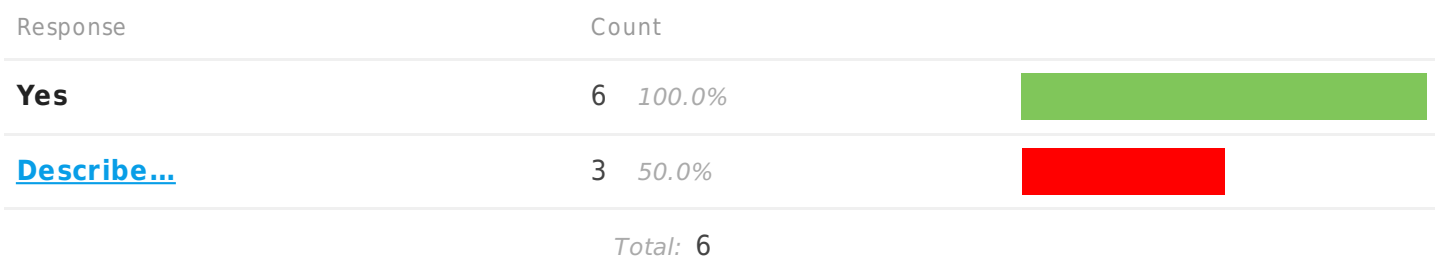 Response Count
Yes 6 100.0%
Describe... 3 50.0%
Total: 6